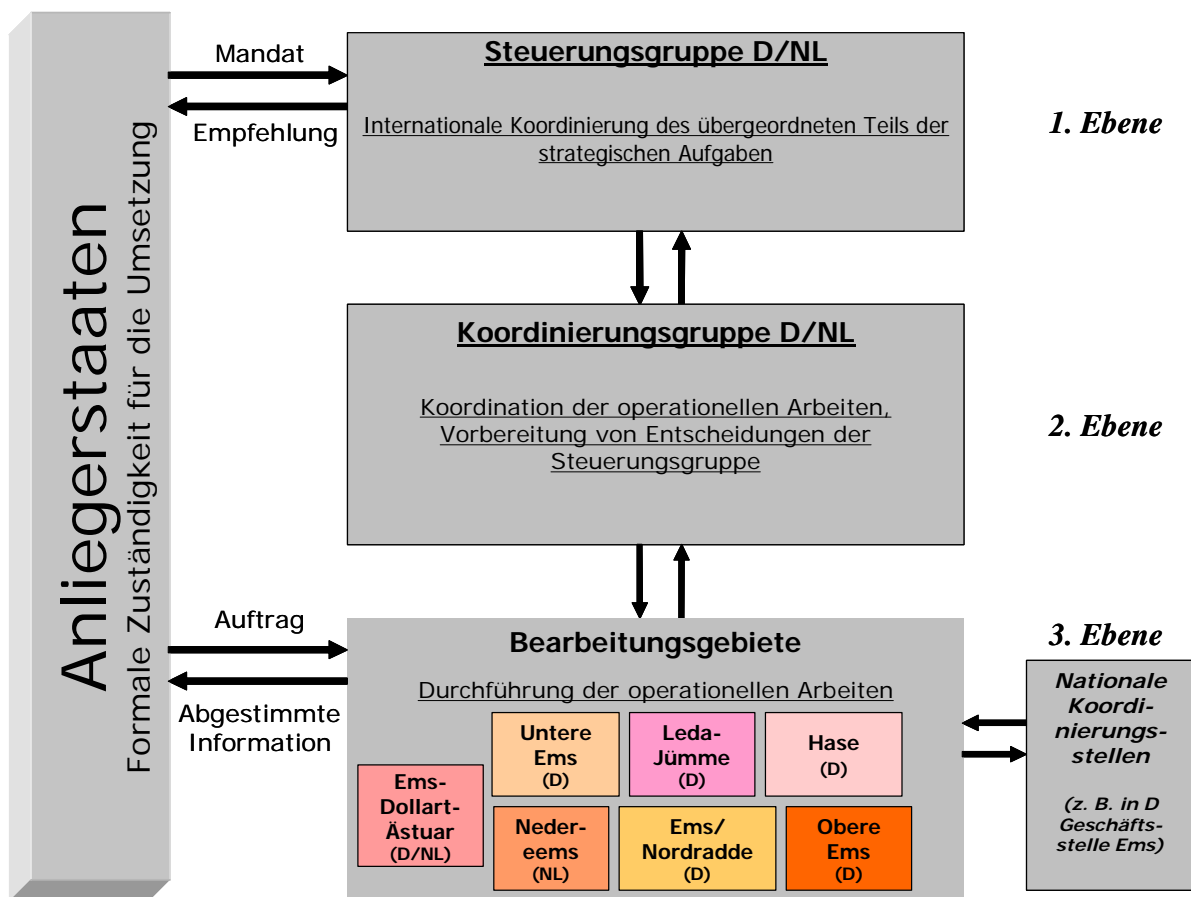 Anliegerstaaten
Formale Zuständigkeit für die Umsetzung
Mandat
Empfehlung
Steuerungsgruppe D/NL
Internationale Koordinierung des übergeordneten Teils der
strategischen Aufgaben
1. Ebene
Koordinierungsgruppe D/NL
Koordination der operationellen Arbeiten,
Vorbereitung von Entscheidungen der
Steuerungsgruppe
2. Ebene
Auftrag
Abgestimmte
Information
Bearbeitungsgebiete
Durchführung der operationellen Arbeiten
Ems-
Dollart-
Ästuar
(D/NL)
Untere
Ems
(D)
Leda-
Jümme
(D)
Hase
(D)
Neder-
eems
(NL)
Ems/
Nordradde
(D)
Obere
Ems
(D)
3. Ebene
Nationale
Koordi-
nierungs-
stellen
(z. B. in D
Geschäfts-
stelle Ems)